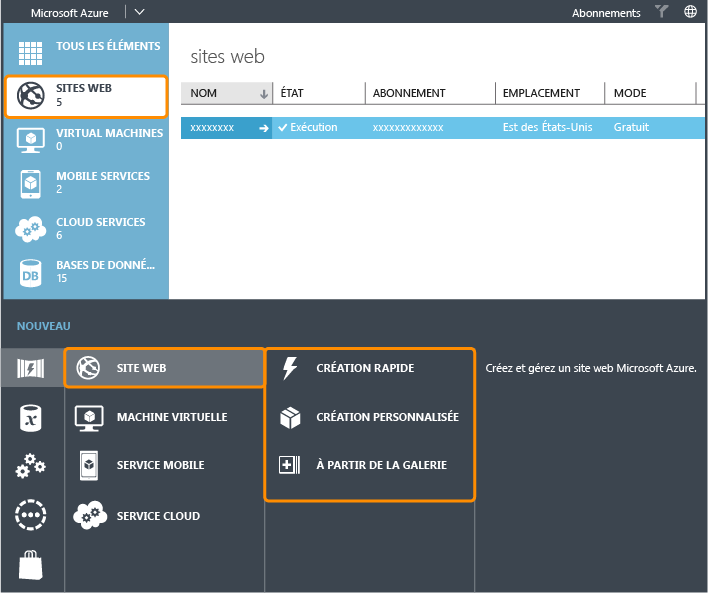 Microsoft Azure
Abonnements
TOUS LES ÉLÉMENTS
SITES WEB
5
VIRTUAL MACHINES
0
MOBILE SERVICES
2
CLOUD SERVICES
6
BASES DE DONNÉ...
DB
15
sites web
NOM ÉTAT ABONNEMENT EMPLACEMENT MODE
xxxxxxxx Exécution xxxxxxxxxxxxx Est des États-Unis Gratuit
NOUVEAU
SITE WEB
MACHINE VIRTUELLE
SERVICE MOBILE
SERVICE CLOUD
CRÉATION RAPIDE
CRÉATION PERSONNALISÉE
À PARTIR DE LA GALERIE
Créez et gérez un site web Microsoft Azure.
x